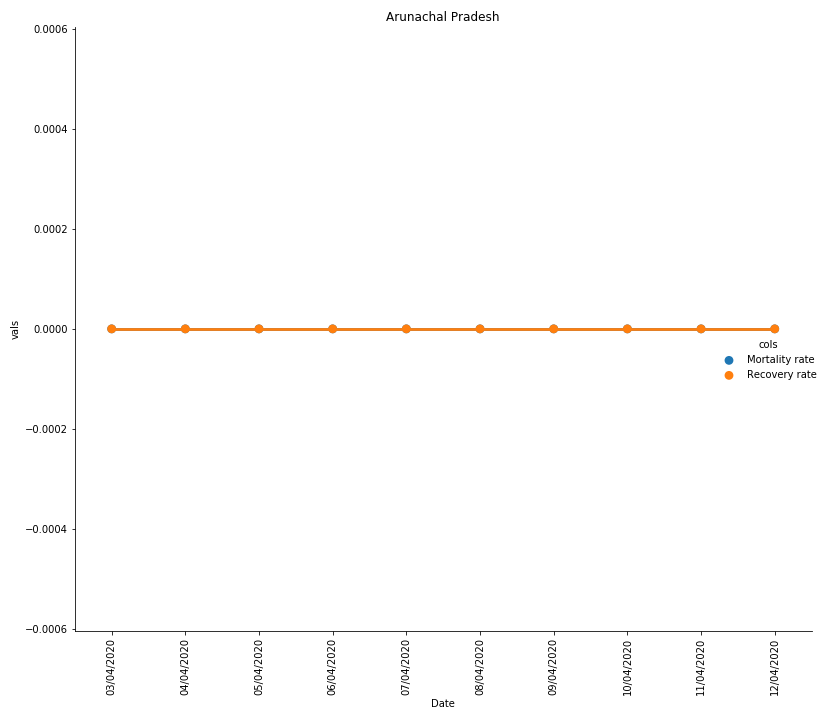 Arunachal Pradesh
0.0006
0.0004
0.0002
0.0000
−0.0002
−0.0004
−0.0006
vals
cols
Mortality rate
Recovery rate
03/04/2020
04/04/2020
05/04/2020
06/04/2020
07/04/2020
08/04/2020
09/04/2020
10/04/2020
11/04/2020
12/04/2020
Date